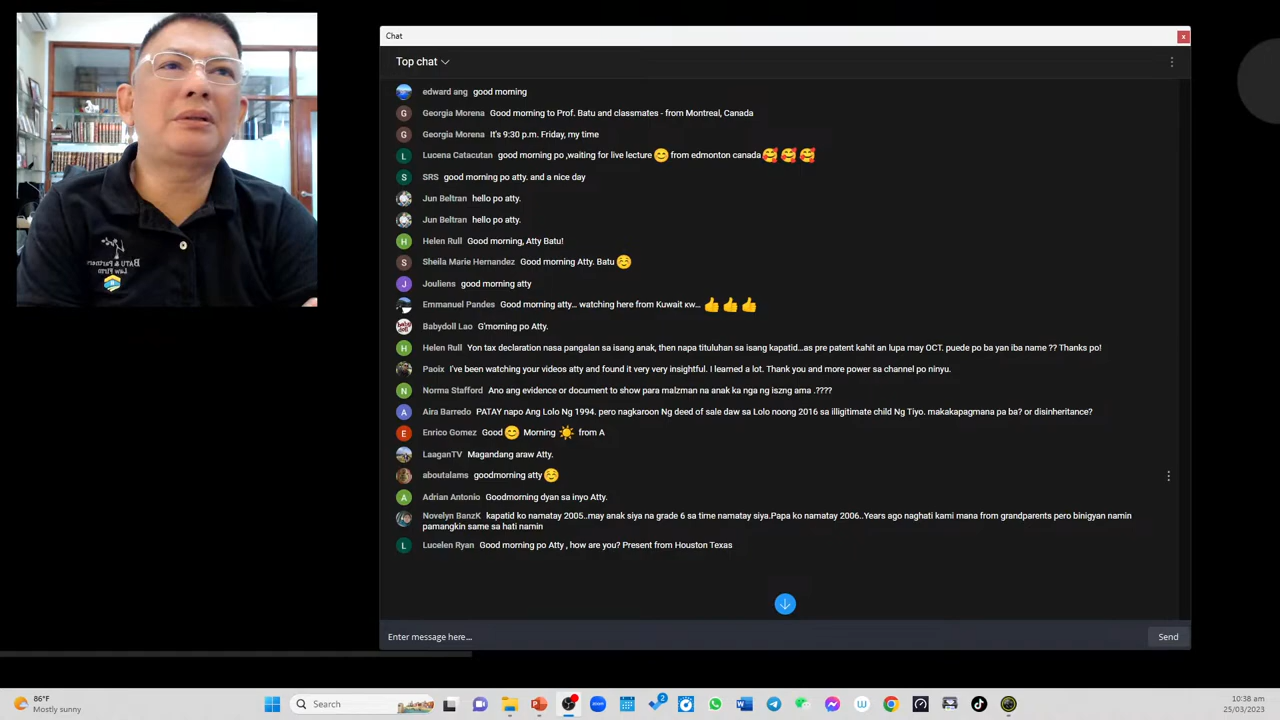 Chat
Top chat
edward ang good morning
Georgia Morena Good morning to Prof. Batu and classmates - from Montreal, Canada
Georgia Morena It's 9:30 p.m. Friday, my time
Lucena Catacutan good morning po ,waiting for live lecture 😊 from edmonton canada 🥰 🥰 🥰
SRS good morning po atty. and a nice day
Jun Beltran hello po atty.
Jun Beltran hello po atty.
Helen Rull Good morning, Atty Batu!
Sheila Marie Hernandez Good morning Atty. Batu ☺️
Jouliens good morning atty
Emmanuel Pandes Good morning atty... watching here from Kuwait ĸw... 👍 👍 👍
Babydoll Lao G'morning po Atty.
Helen Rull Yon tax declaration nasa pangalan sa isang anak, then napa tituluhan sa isang kapatid...as pre patent kahit an lupa may OCT. puede po ba yan iba name ?? Thanks po!
Paoix I've been watching your videos atty and found it very very insightful. I learned a lot. Thank you and more power sa channel po ninyu.
Norma Stafford Ano ang evidence or document to show para malzman na anak ka nga ng iszng ama .????
Aira Barredo PATAY napo Ang Lolo Ng 1994. pero nagkaroon Ng deed of sale daw sa Lolo noong 2016 sa illigitimate child Ng Tiyo. makakapagmana pa ba? or disinheritance?
Enrico Gomez Good 😊 Morning ☀️ from A
LaaganTV Magandang araw Atty.
aboutalams goodmorning atty ☺️
Adrian Antonio Goodmorning dyan sa inyo Atty.
Novelyn BanzK kapatid ko namatay 2005..may anak siya na grade 6 sa time namatay siya.Papa ko namatay 2006..Years ago naghati kami mana from grandparents pero binigyan namin
pamangkin same sa hati namin
Lucelen Ryan Good morning po Atty , how are you? Present from Houston Texas
Enter message here...
Send
BATU & Partners
Law Firm
86°F
Mostly sunny
Search
2
10:38 am
25/03/2023